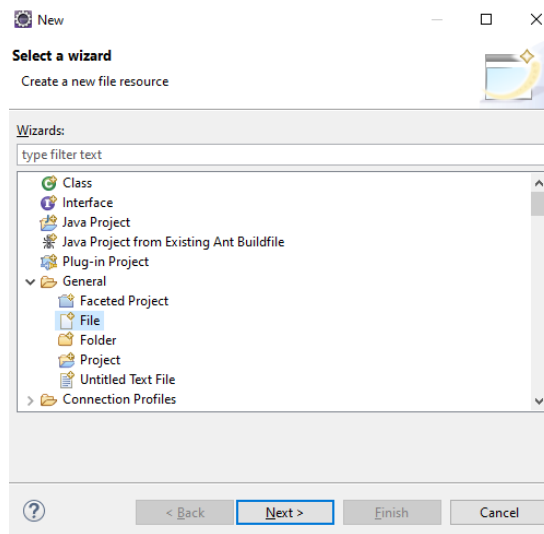 New
Select a wizard
Create a new file resource
Wizards:
type filter text
Class
Interface
Java Project
Java Project from Existing Ant Buildfile
Plug-in Project
General
Faceted Project
File
Folder
Project
Untitled Text File
Connection Profiles
? < Back Next > Finish Cancel